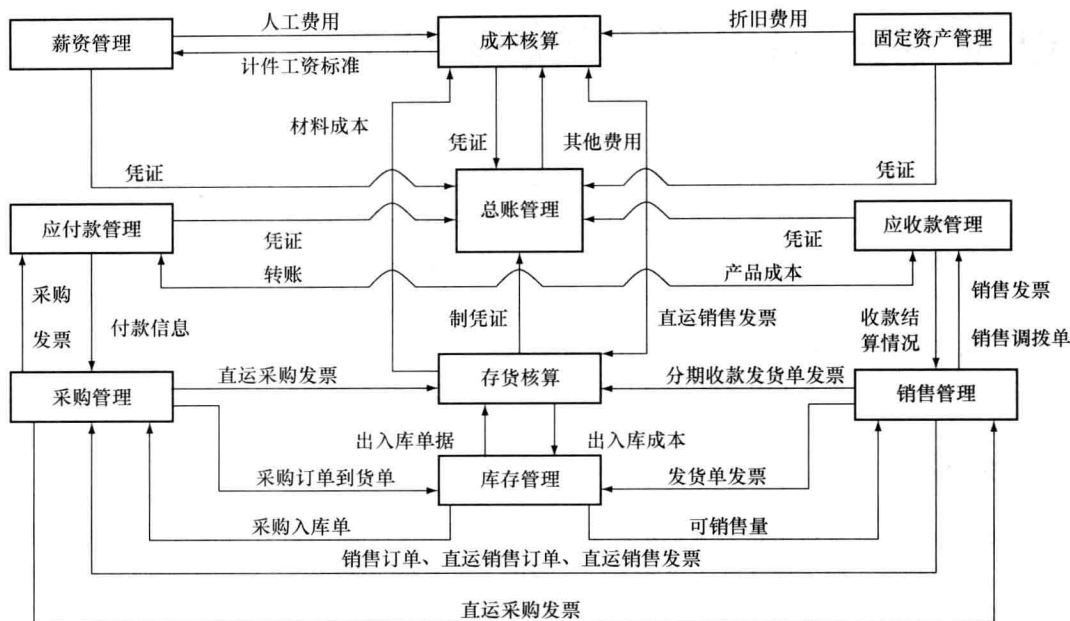 人工费用
折旧费用
薪资管理
成本核算
固定资产管理
计件工资标准
材料成本
凭证
其他费用
凭证
凭证
总账管理
应付款管理
应收款管理
凭证
凭证
转账
产品成本
采购
发票
付款信息
制凭证
直运销售发票
收款结
算情况
销售发票
销售调拨单
直运采购发票
分期收款发货单发票
采购管理
存货核算
销售管理
出入库单据
出入库成本
采购订单到货单
库存管理
发货单发票
采购入库单
可销售量
销售订单、直运销售订单、直运销售发票
直运采购发票